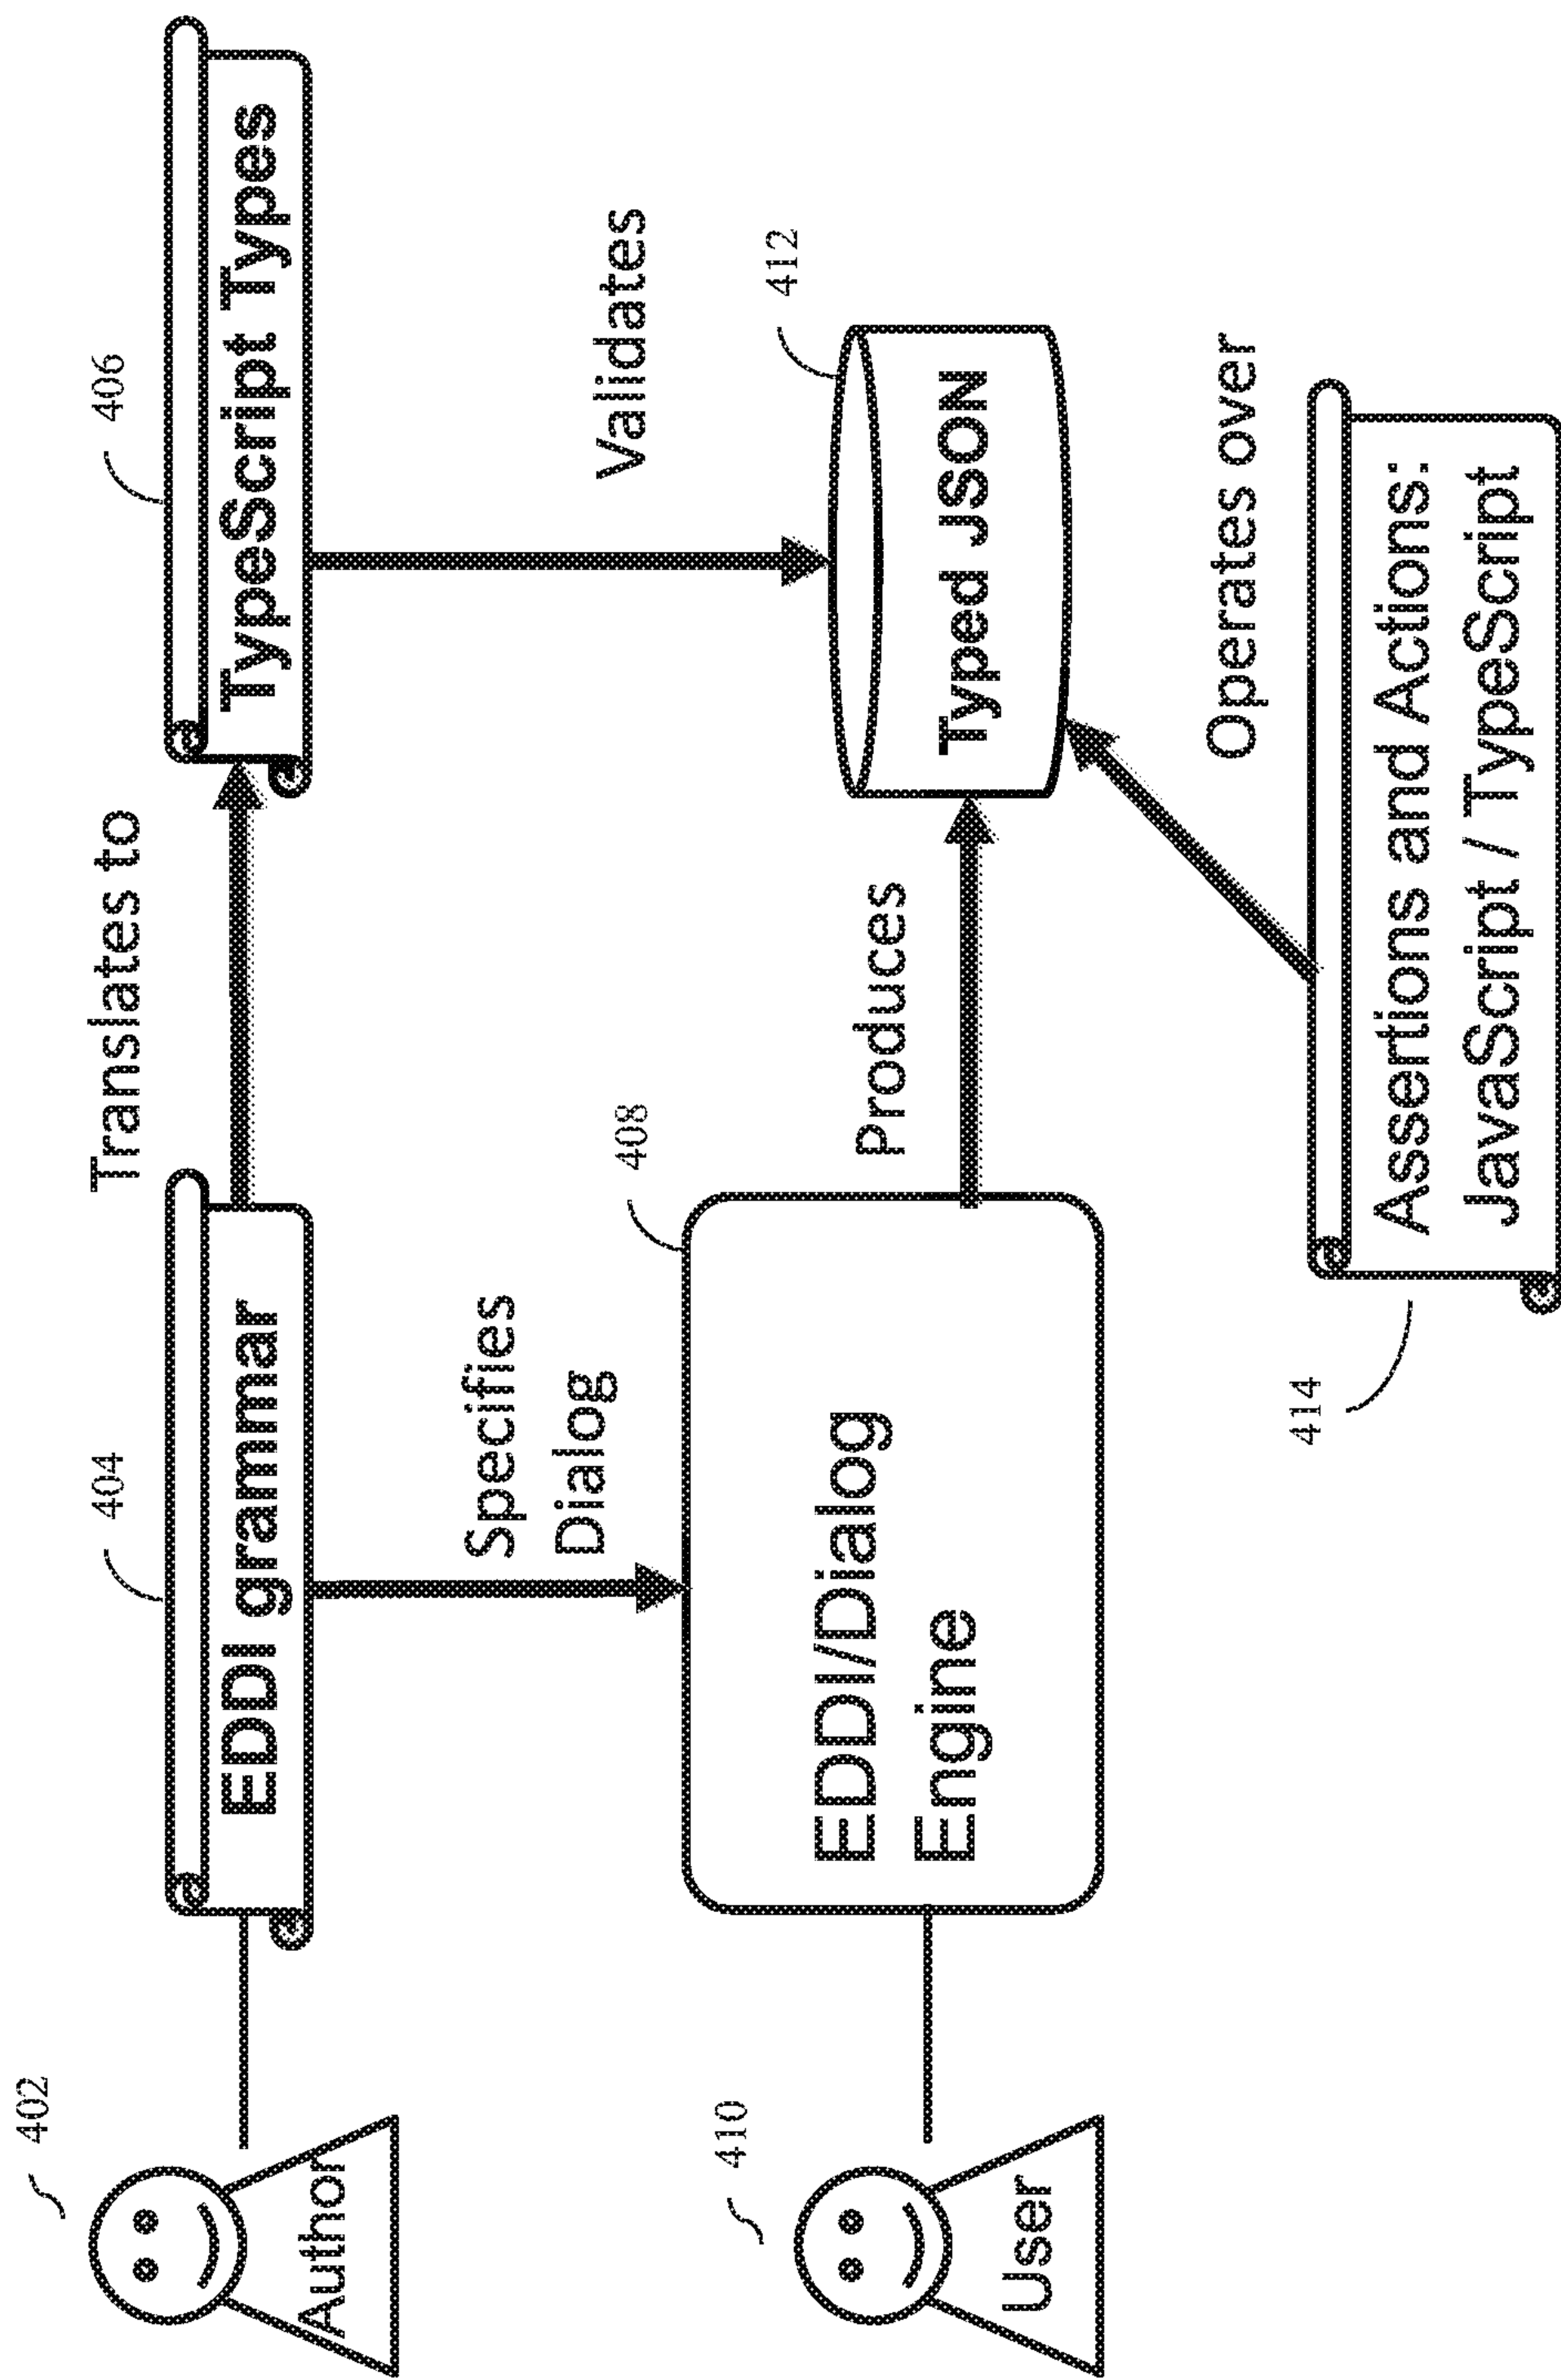 402
Author
404
EDDI grammar
Translates to
406
TypeScript Types
Specifies
Dialog
Validates
410
User
408
EDDI/Dialog
Engine
Produces
412
Typed JSON
Operates over
414
Assertions and Actions:
JavaScript / TypeScript